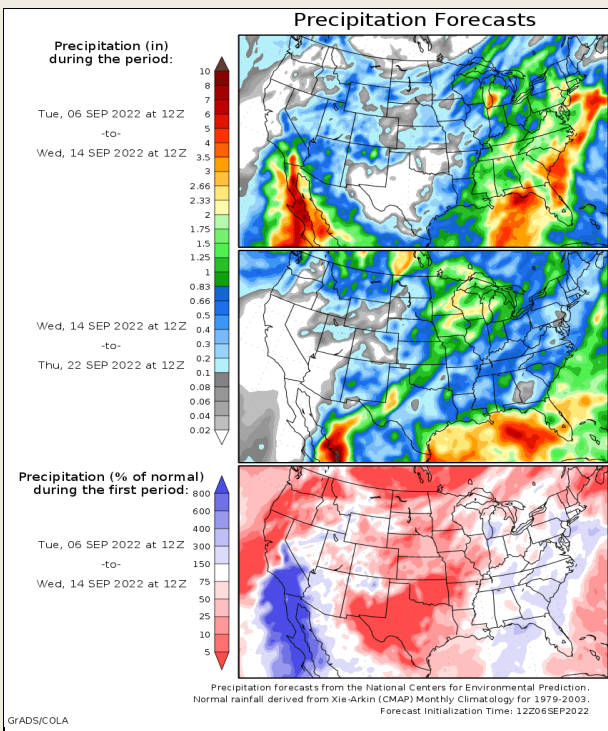 Precipitation Forecasts
Precipitation (in)
during the period:
Tue, 06 SEP 2022 at 12Z
-to-
Wed, 14 SEP 2022 at 12Z
10
8
7
6
5
4
3.5
3
2.66
2.33
2
1.75
1.5
1.25
1
0.83
0.66
0.5
0.4
0.3
0.2
0.1
0.08
0.06
0.04
0.02
Wed, 14 SEP 2022 at 12Z
-to-
Thu, 22 SEP 2022 at 12Z
Precipitation (% of normal)
during the first period:
Tue, 06 SEP 2022 at 12Z
-to-
Wed, 14 SEP 2022 at 12Z
800
600
400
300
150
75
50
25
10
5
Precipitation forecasts from the National Centers for Environmental Prediction.
Normal rainfall derived from Xie-Arkin (CMAP) Monthly Climatology for 1979-2003.
Forecast Initialization Time: 12Z06SEP2022
GrADS/COLA